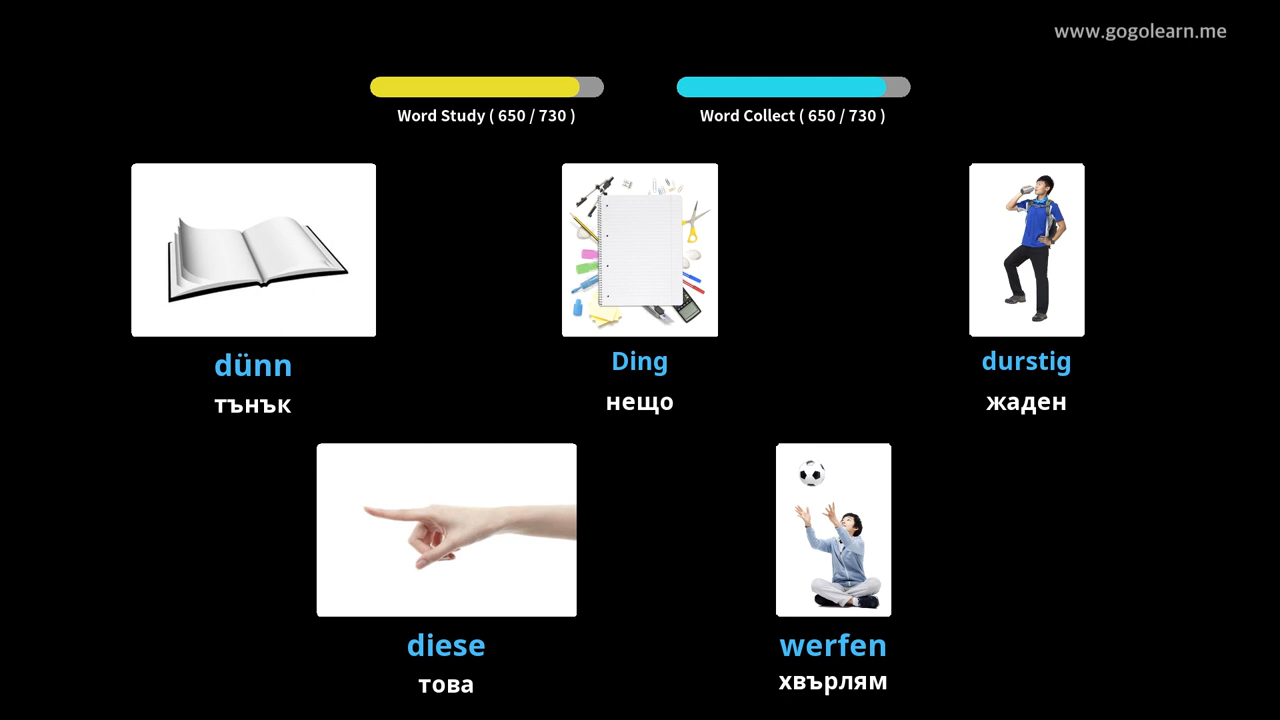 www.gogolearn.me
Word Study ( 650 / 730 )
Word Collect ( 650 / 730 )
dünn
тънък
Ding
нещо
durstig
жаден
diese
това
werfen
хвърлям